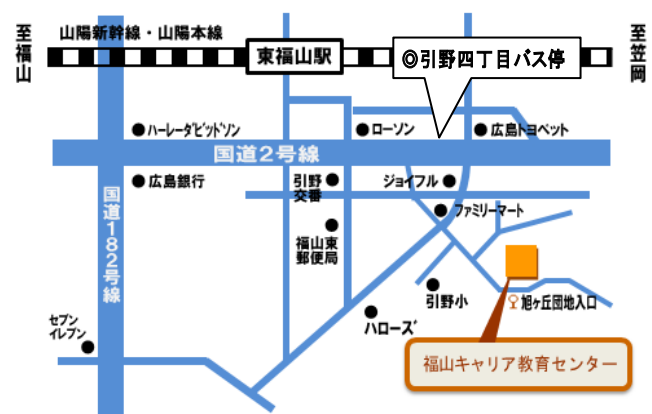 至福山
山陽新幹線・山陽本線
東福山駅
◎引野四丁目バス停
至笠岡
●ハーレーダビッドソン
●ローソン
●広島トヨペット
国道2号線
●広島銀行
引野●
交番
ジョイフル●
国道182号線
●ファミリーマート
福山東
郵便局
引野小
旭ヶ丘団地入口
セブン
イレブン
ハローズ
福山キャリア教育センター